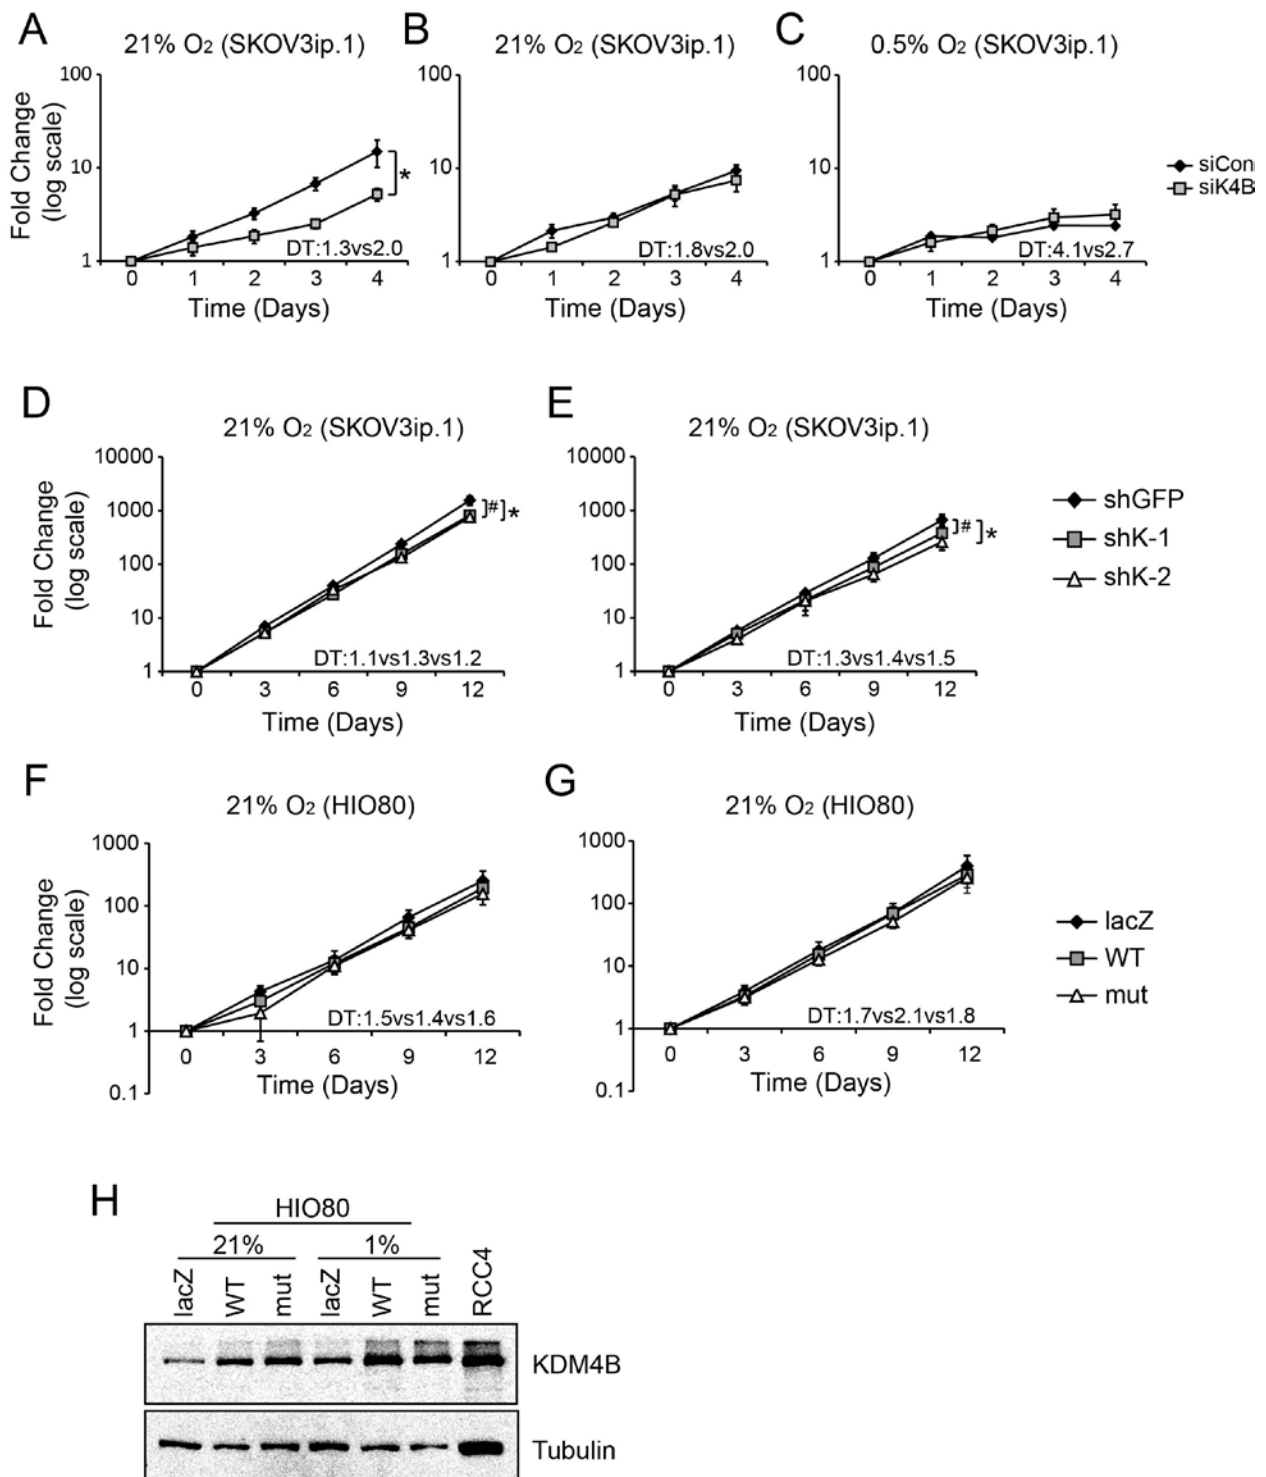 A
21% O2 (SKOV3ip.1)
B
21% O2 (SKOV3ip.1)
C
0.5% O2 (SKOV3ip.1)
Fold Change
(log scale)
100
10
1
*
DT:1.3vs2.0
0 1 2 3 4
Time (Days)
100
10
1
DT:1.8vs2.0
0 1 2 3 4
Time (Days)
100
10
1
DT:4.1vs2.7
0 1 2 3 4
Time (Days)
siCon
siK4B
D
21% O2 (SKOV3ip.1)
Fold Change
(log scale)
10000
1000
100
10
1
# *
DT:1.1vs1.3vs1.2
0 3 6 9 12
Time (Days)
E
21% O2 (SKOV3ip.1)
10000
1000
100
10
1
# *
DT:1.3vs1.4vs1.5
0 3 6 9 12
Time (Days)
shGFP
shK-1
shK-2
F
21% O2 (HIO80)
Fold Change
(log scale)
1000
100
10
1
0.1
DT:1.5vs1.4vs1.6
0 3 6 9 12
Time (Days)
G
21% O2 (HIO80)
1000
100
10
1
0.1
DT:1.7vs2.1vs1.8
0 3 6 9 12
Time (Days)
lacZ
WT
mut
H
HIO80
21% 1%
lacZ WT mut lacZ WT mut RCC4
KDM4B
Tubulin